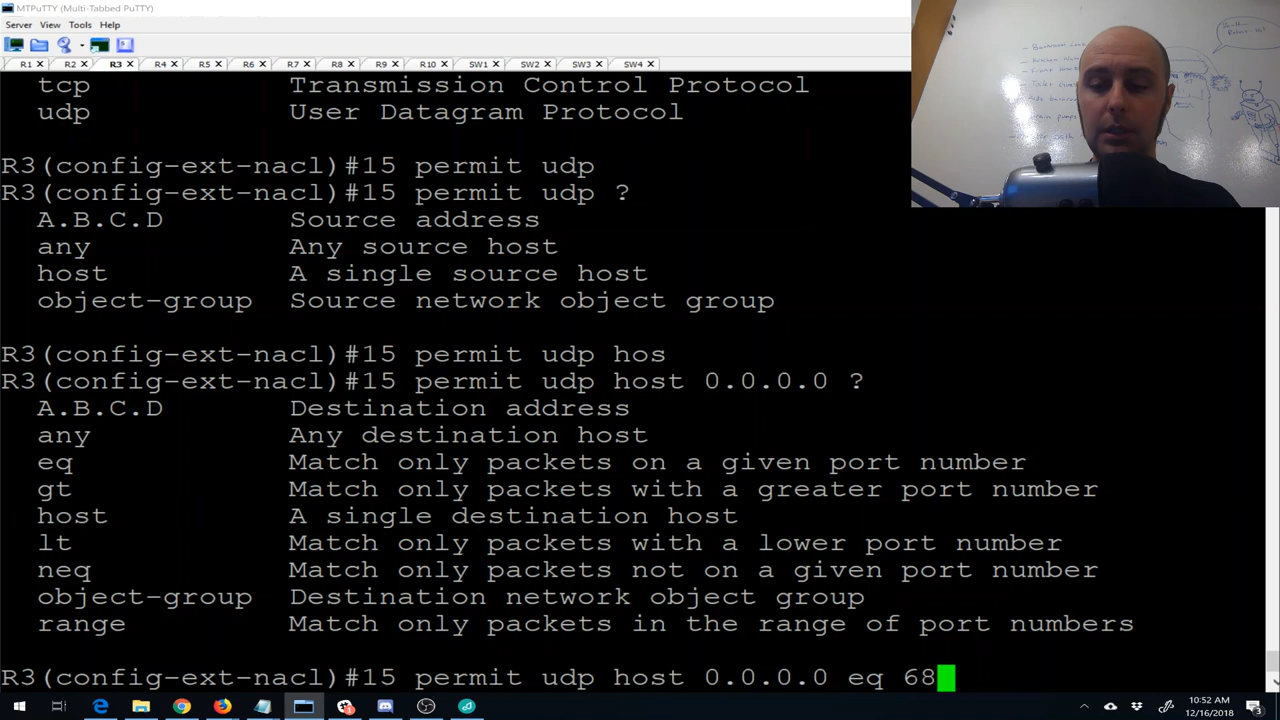 MTPuTTY (Multi-Tabbed PuTTY)
Server View Tools Help
R1 R2 R3 R4 R5 R6 R7 R8 R9 R10 SW1 SW2 SW3 SW4
tcp Transmission Control Protocol
udp User Datagram Protocol
R3(config-ext-nacl)#15 permit udp
R3(config-ext-nacl)#15 permit udp ?
A.B.C.D Source address
any Any source host
host A single source host
object-group Source network object group
R3(config-ext-nacl)#15 permit udp hos
R3(config-ext-nacl)#15 permit udp host 0.0.0.0 ?
A.B.C.D Destination address
any Any destination host
eq Match only packets on a given port number
gt Match only packets with a greater port number
host A single destination host
lt Match only packets with a lower port number
neq Match only packets not on a given port number
object-group Destination network object group
range Match only packets in the range of port numbers
R3(config-ext-nacl)#15 permit udp host 0.0.0.0 eq 68
10:52 AM
12/16/2018
3